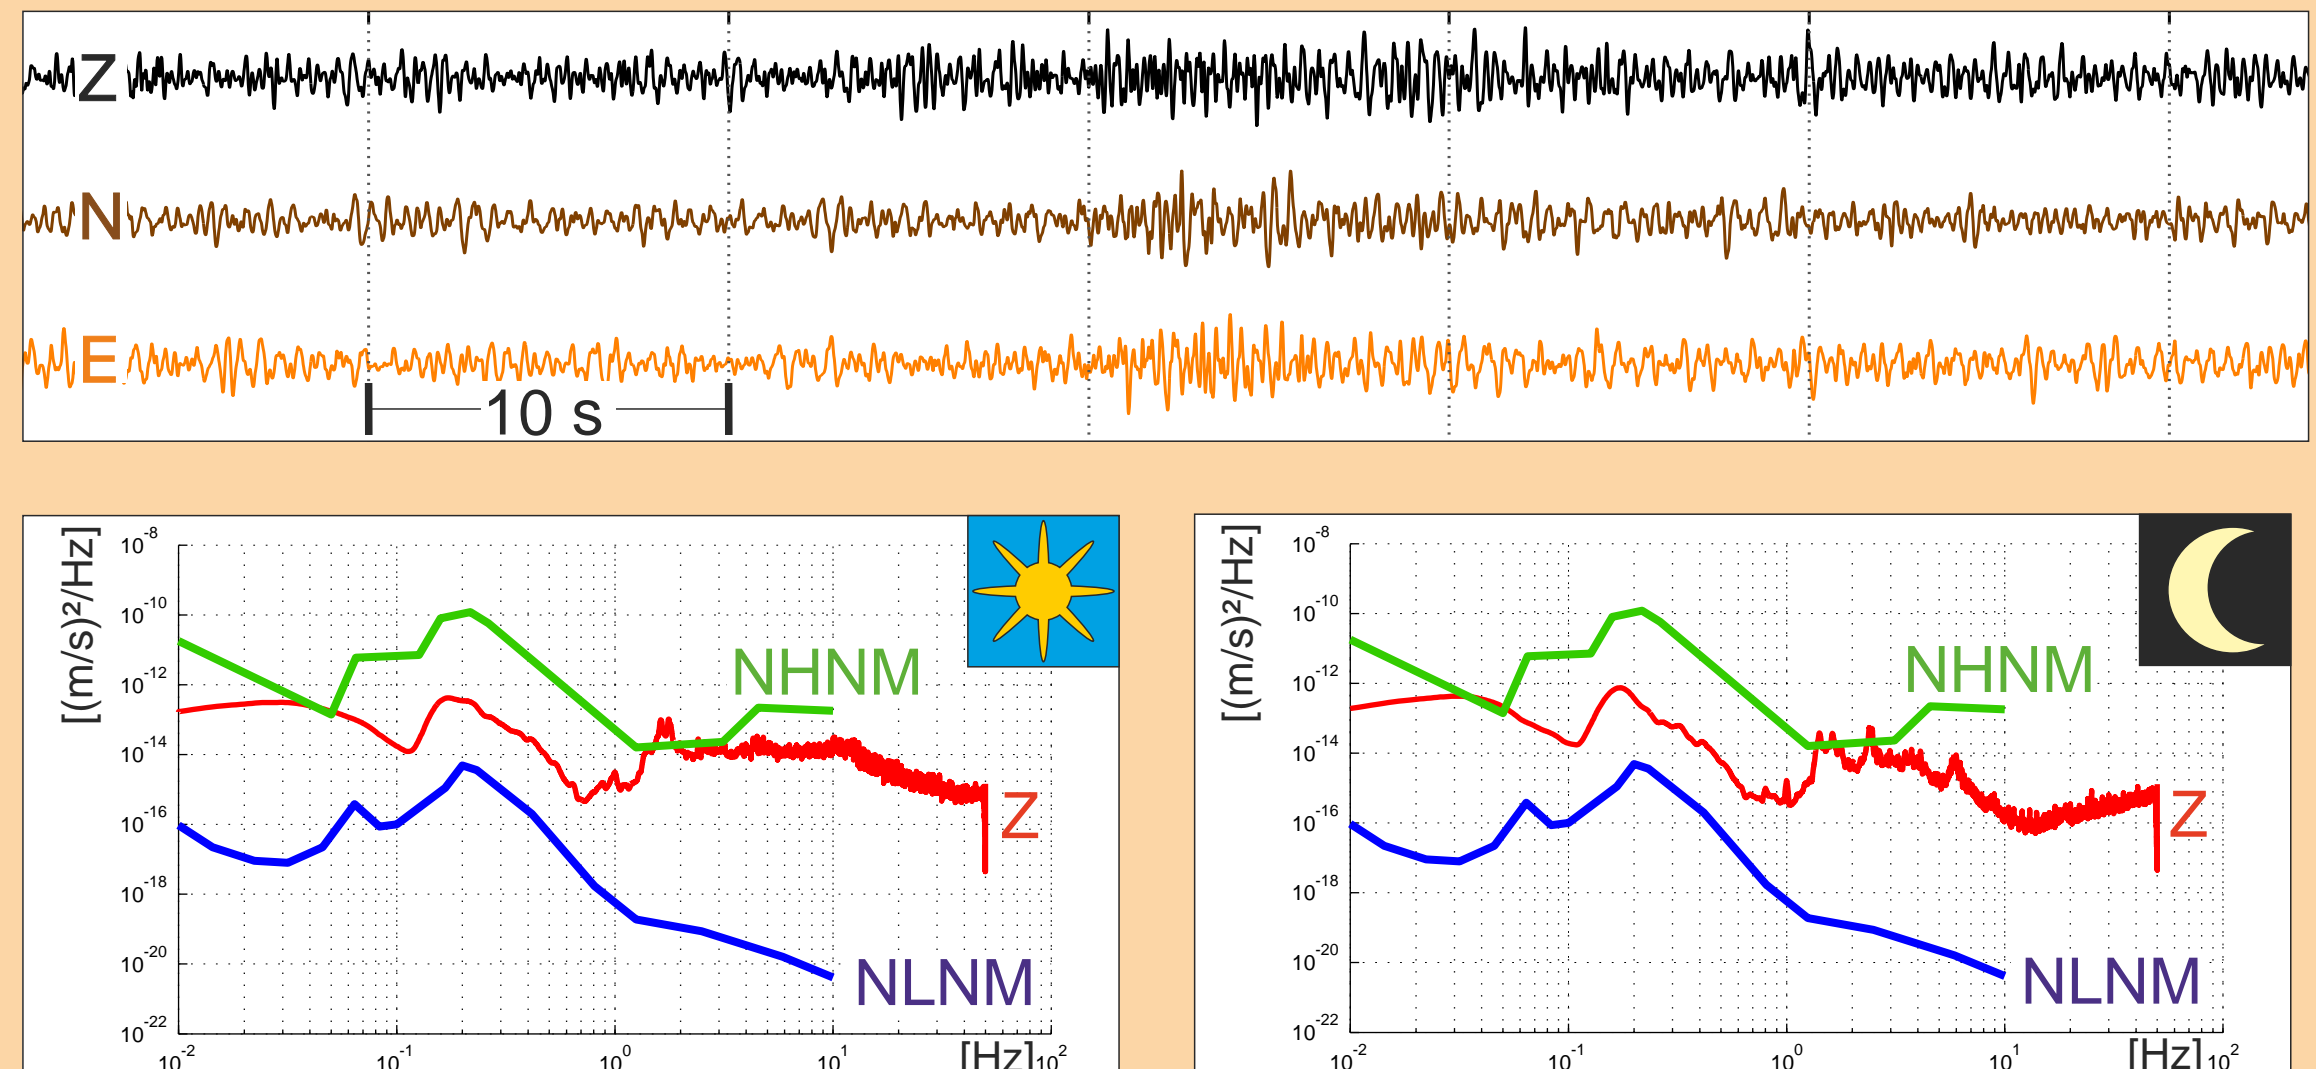 Z
N
E
10 s
[(m/s)²/Hz]
10⁻⁸
10⁻¹⁰
10⁻¹²
10⁻¹⁴
10⁻¹⁶
10⁻¹⁸
10⁻²⁰
10⁻²²
NHNM
Z
NLNM
10⁻² 10⁻¹ 10⁰ 10¹ [Hz] 10²
[(m/s)²/Hz]
10⁻⁸
10⁻¹⁰
10⁻¹²
10⁻¹⁴
10⁻¹⁶
10⁻¹⁸
10⁻²⁰
10⁻²²
NHNM
Z
NLNM
10⁻² 10⁻¹ 10⁰ 10¹ [Hz] 10²